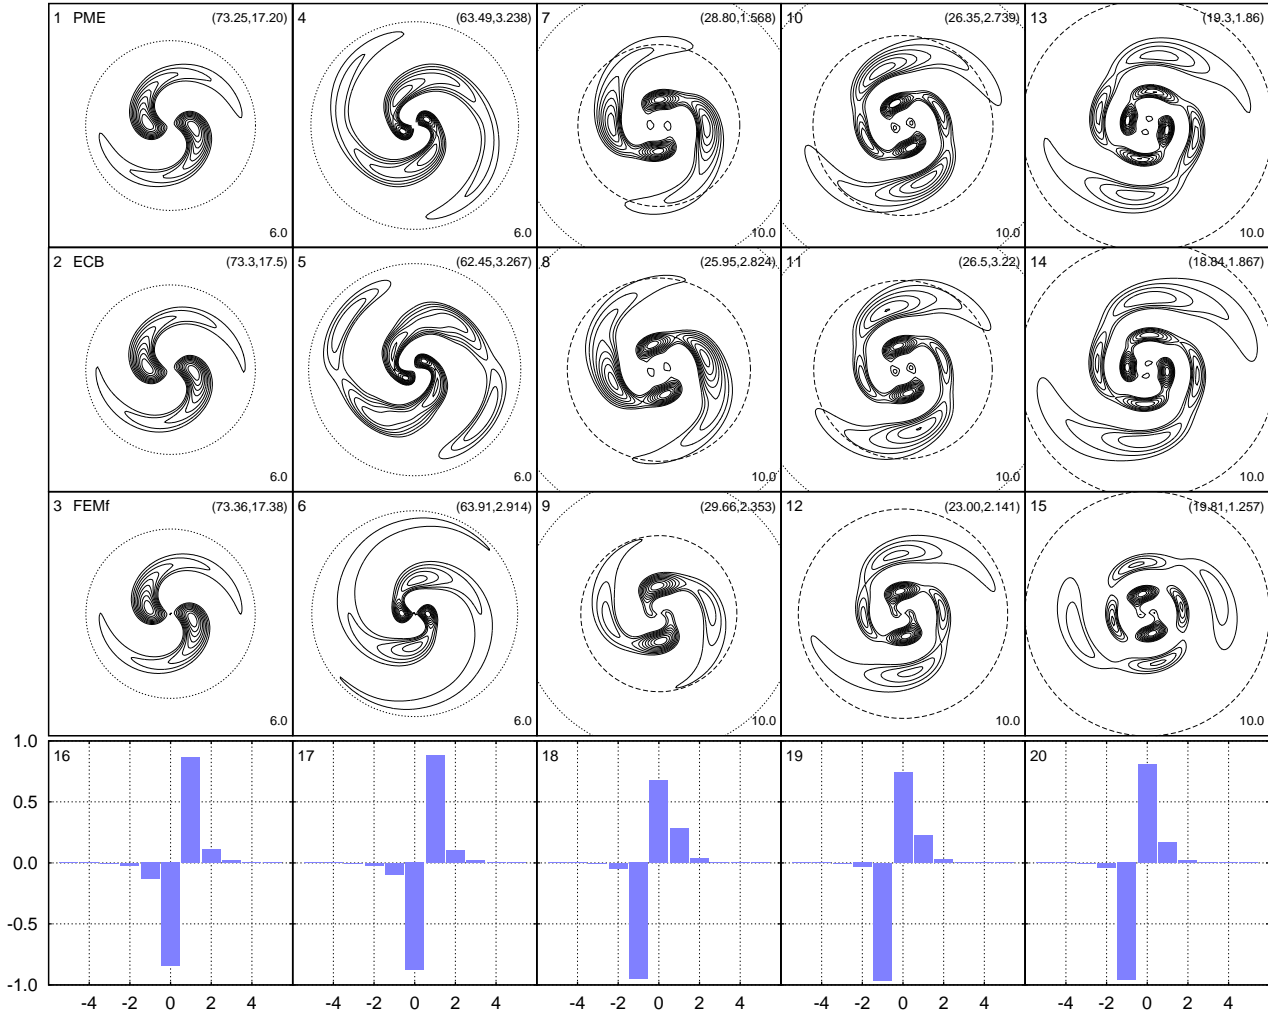 1 PME (73.25,17.20) 4 (63.49,3.238) 7 (28.80,1.568) 10 (26.35,2.739) 13 (19.3,1.86)
6.0 6.0 10.0 10.0 10.0
2 ECB (73.3,17.5) 5 (62.45,3.267) 8 (25.95,2.824) 11 (26.5,3.22) 14 (18.84,1.867)
6.0 6.0 10.0 10.0 10.0
3 FEMf (73.36,17.38) 6 (63.91,2.914) 9 (29.66,2.353) 12 (23.00,2.141) 15 (19.81,1.257)
6.0 6.0 10.0 10.0 10.0
1.0 16 17 18 19 20
0.5
0.0
-0.5
-1.0
-4 -2 0 2 4 -4 -2 0 2 4 -4 -2 0 2 4 -4 -2 0 2 4 -4 -2 0 2 4